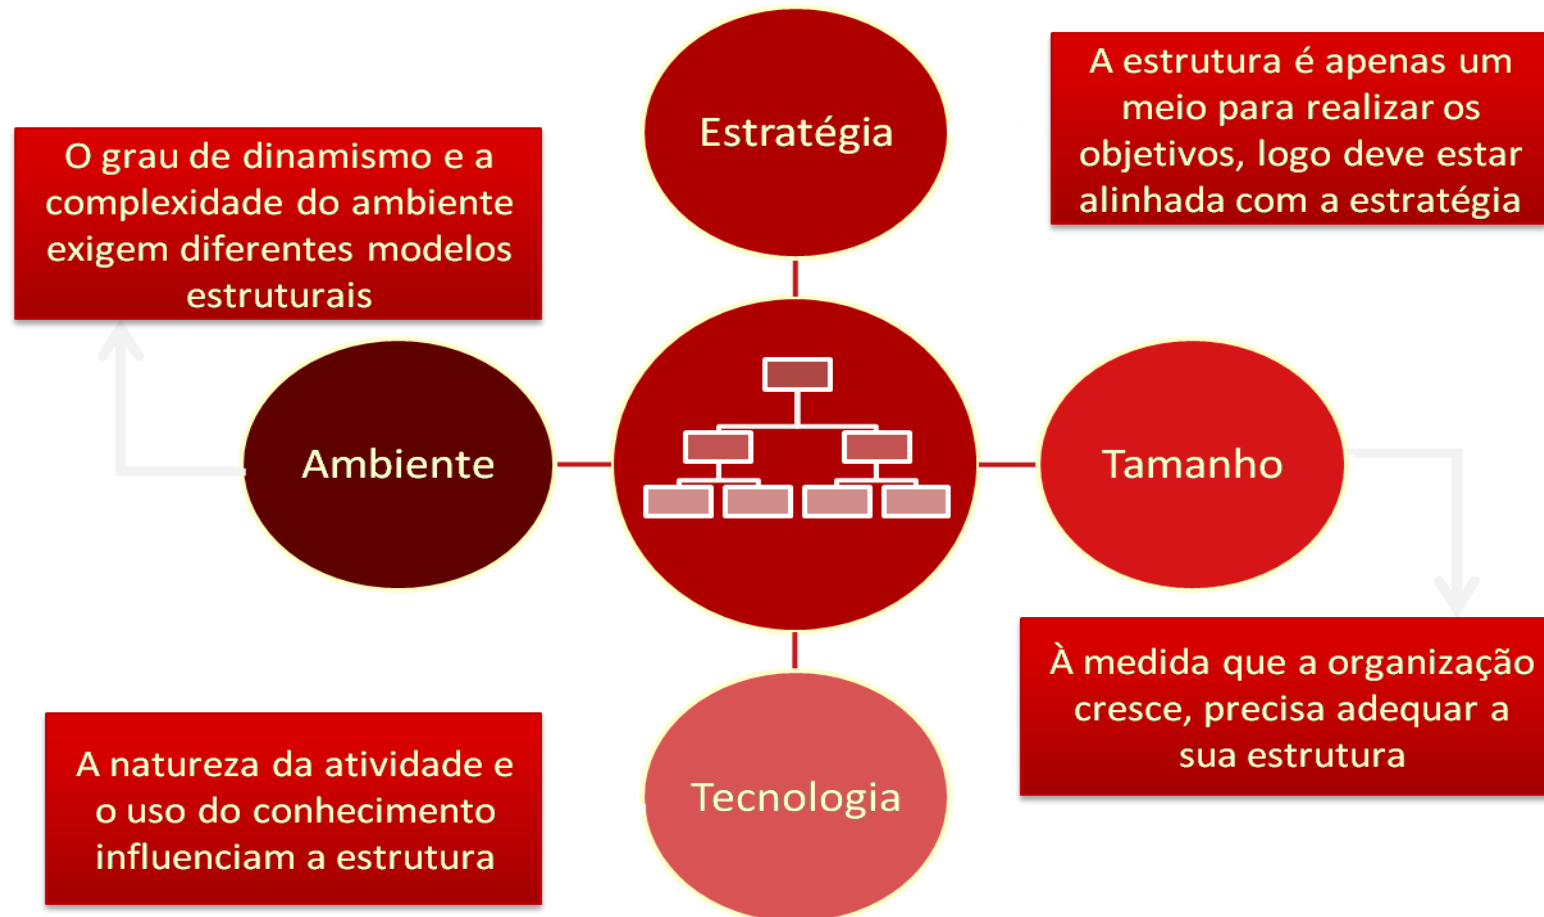 Estratégia
A estrutura é apenas um
meio para realizar os
objetivos, logo deve estar
alinhada com a estratégia
O grau de dinamismo e a
complexidade do ambiente
exigem diferentes modelos
estruturais
Ambiente
Tamanho
À medida que a organização
cresce, precisa adequar a
sua estrutura
A natureza da atividade e
o uso do conhecimento
influenciam a estrutura
Tecnologia